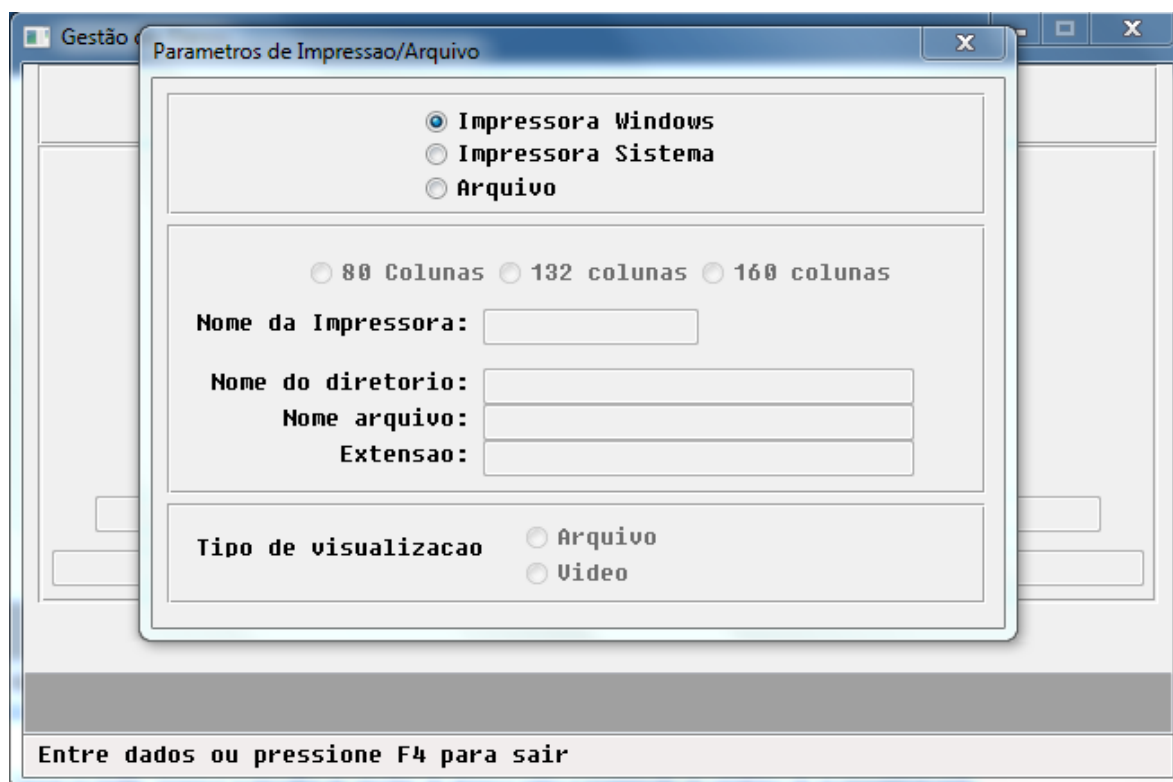 Gestão
Parametros de Impressao/Arquivo
Impressora Windows
Impressora Sistema
Arquivo
80 Colunas 132 colunas 160 colunas
Nome da Impressora:
Nome do diretorio:
Nome arquivo:
Extensao:
Tipo de visualizacao
Arquivo
Video
Entre dados ou pressione F4 para sair